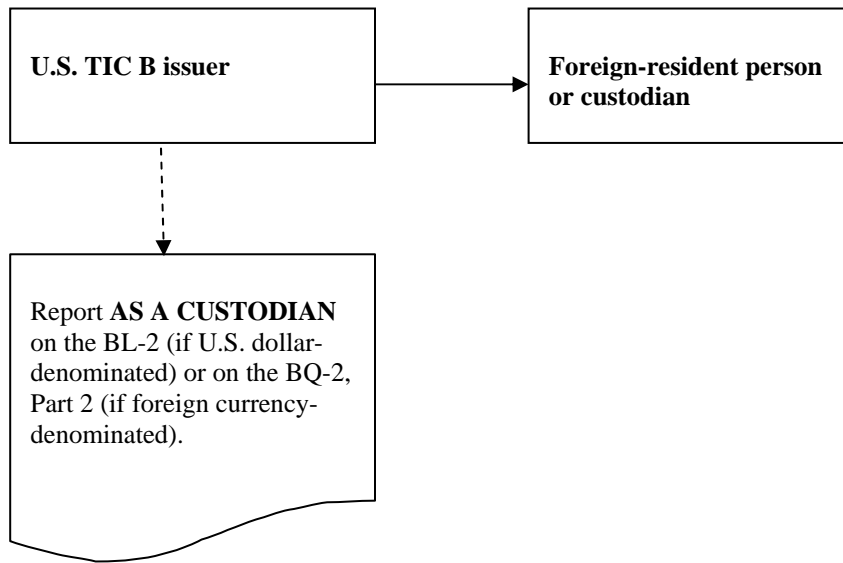 U.S. TIC B issuer
Foreign-resident person
or custodian
Report AS A CUSTODIAN
on the BL-2 (if U.S. dollar-
denominated) or on the BQ-2,
Part 2 (if foreign currency-
denominated).